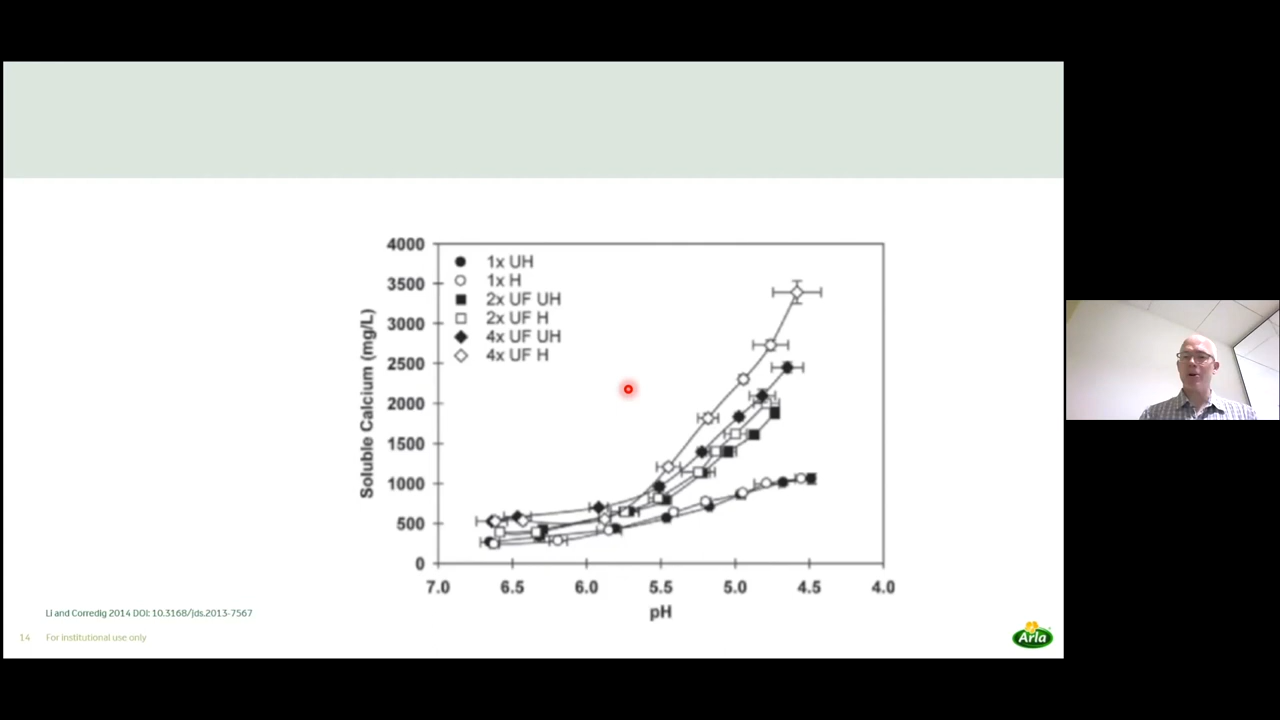 4000
3500
3000
2500
2000
1500
1000
500
0
Soluble Calcium (mg/L)
1x UH
1x H
2x UF UH
2x UF H
4x UF UH
4x UF H
7.0 6.5 6.0 5.5 5.0 4.5 4.0
pH
Li and Corredig 2014 DOI: 10.3168/jds.2013-7567
14 For institutional use only
Arla